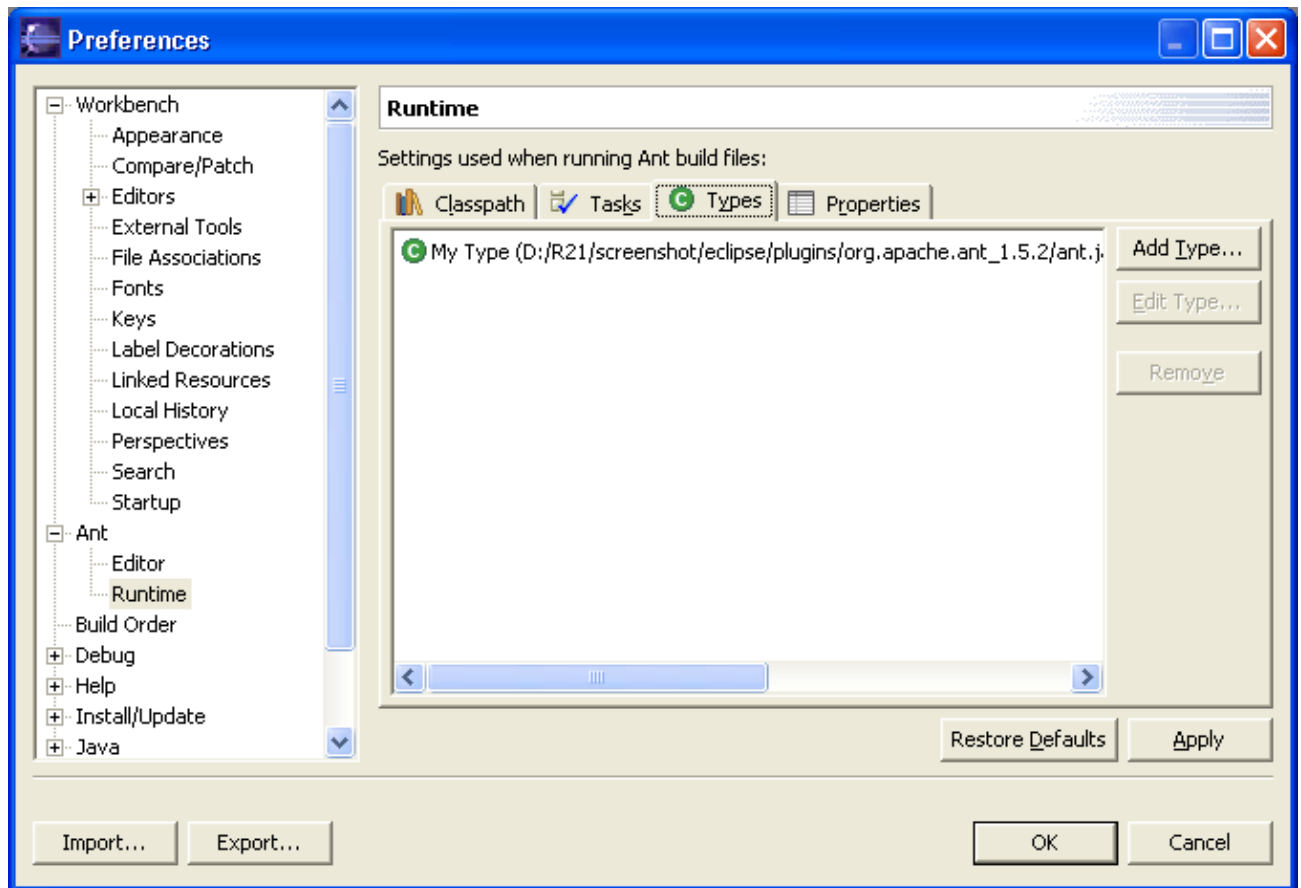 Preferences
Workbench
Appearance
Compare/Patch
Editors
External Tools
File Associations
Fonts
Keys
Label Decorations
Linked Resources
Local History
Perspectives
Search
Startup
Ant
Editor
Runtime
Build Order
Debug
Help
Install/Update
Java
Runtime
Settings used when running Ant build files:
Classpath Tasks Types Properties
My Type (D:/R21/screenshot/eclipse/plugins/org.apache.ant_1.5.2/ant.j
Add Type...
Edit Type...
Remove
Restore Defaults Apply
Import... Export... OK Cancel